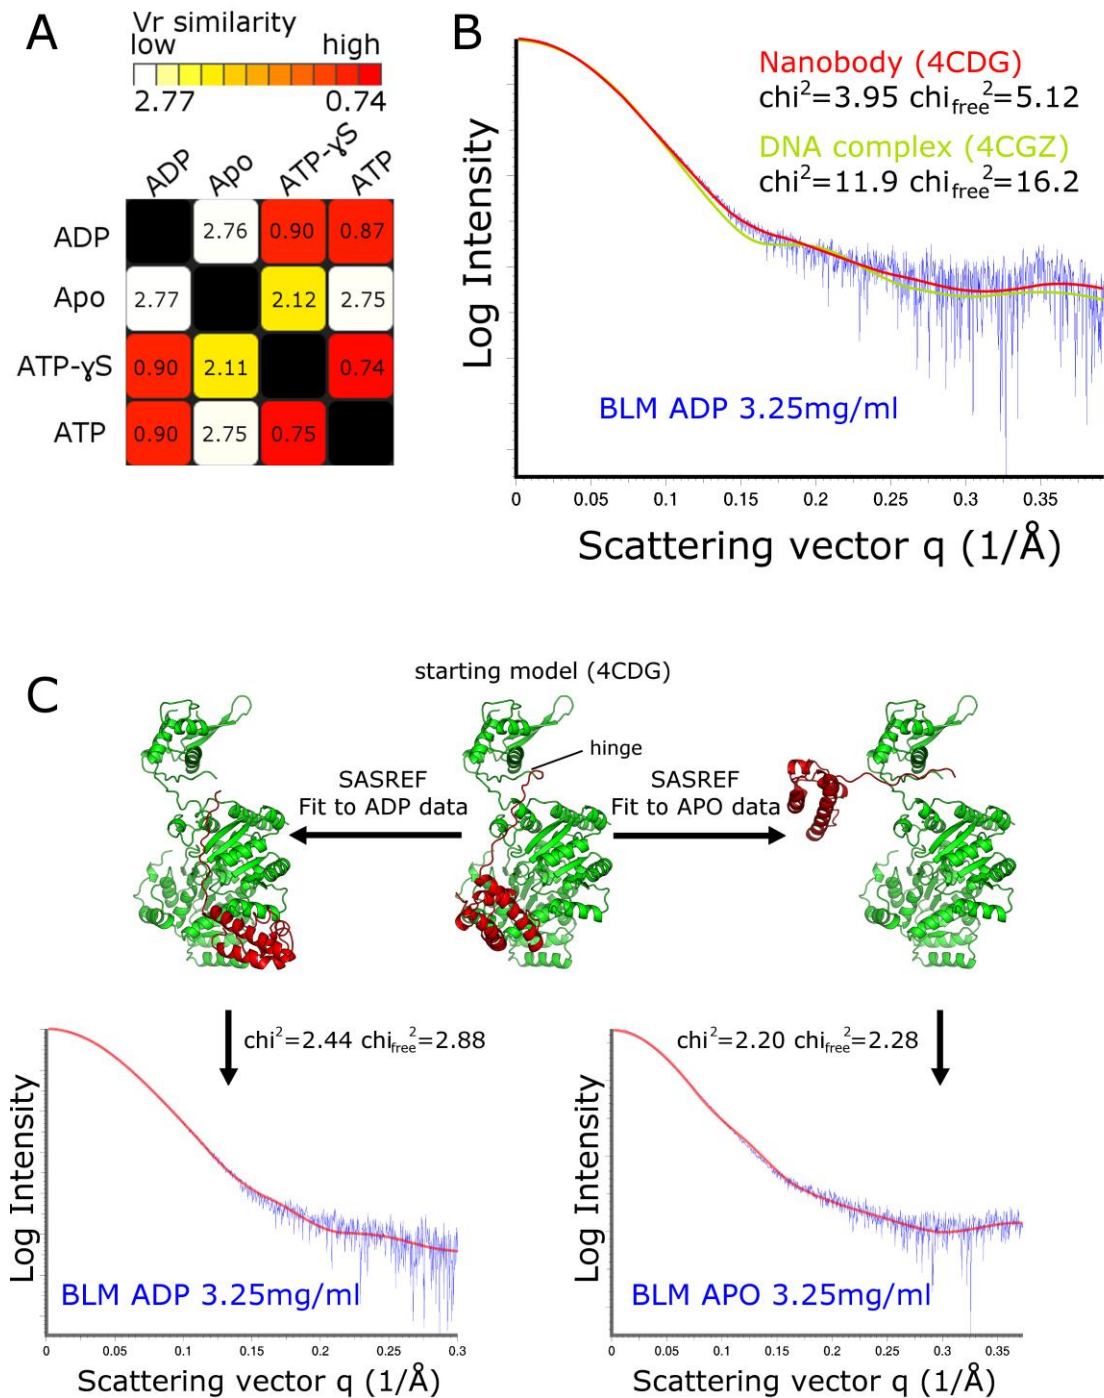 A
Vr similarity
low high
2.77 0.74
ADP Apo ATP-γS ATP
ADP 2.76 0.90 0.87
Apo 2.77 2.12 2.75
ATP-γS 0.90 2.11 0.74
ATP 0.90 2.75 0.75
B
Nanobody (4CDG)
chi²=3.95 chi_free²=5.12
DNA complex (4CGZ)
chi²=11.9 chi_free²=16.2
Log Intensity
BLM ADP 3.25mg/ml
0 0.05 0.1 0.15 0.2 0.25 0.3 0.35
Scattering vector q (1/Å)
C
starting model (4CDG)
hinge
SASREF
Fit to ADP data
SASREF
Fit to APO data
chi²=2.44 chi_free²=2.88
Log Intensity
BLM ADP 3.25mg/ml
0 0.05 0.1 0.15 0.2 0.25 0.3
Scattering vector q (1/Å)
chi²=2.20 chi_free²=2.28
Log Intensity
BLM APO 3.25mg/ml
0 0.05 0.1 0.15 0.2 0.25 0.3 0.35
Scattering vector q (1/Å)